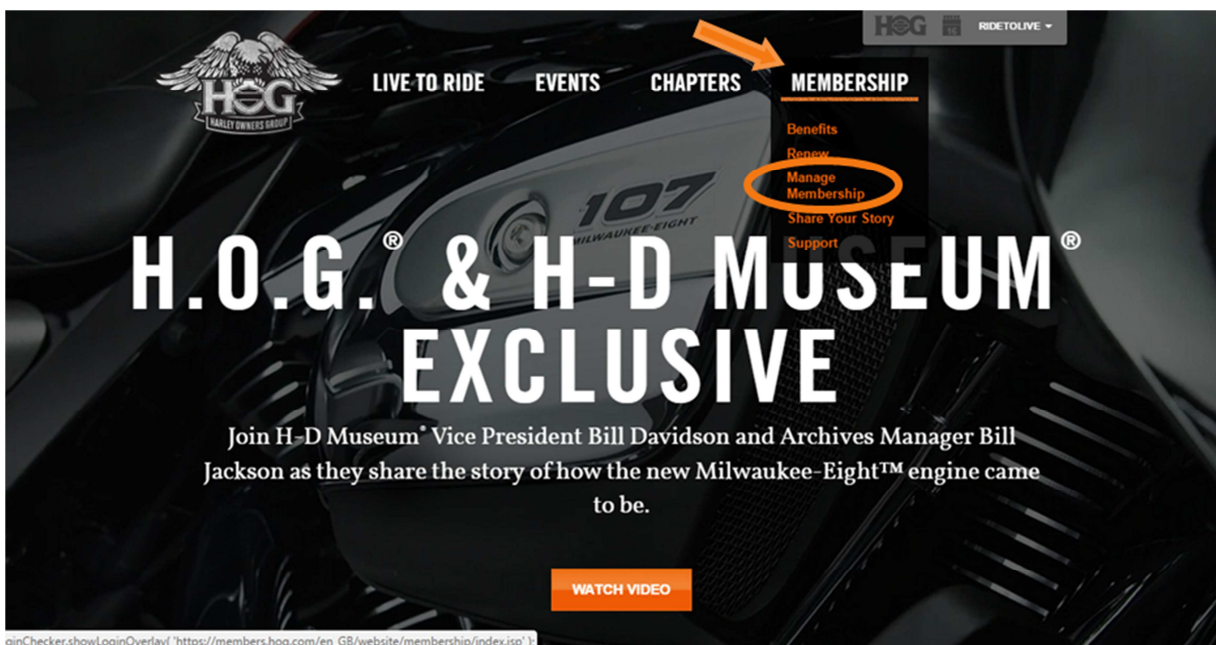 HOG 16 RIDETOLIVE
HOG
HARLEY OWNERS GROUP
LIVE TO RIDE EVENTS CHAPTERS MEMBERSHIP
Benefits
Renew
Manage
Membership
Share Your Story
Support
107
MILWAUKEE-EIGHT
H.O.G.® & H-D MUSEUM®
EXCLUSIVE
Join H-D Museum® Vice President Bill Davidson and Archives Manager Bill
Jackson as they share the story of how the new Milwaukee-Eight™ engine came
to be.
WATCH VIDEO
ginChecker.showLoginOverlay( 'https://members.hog.com/en_GB/website/membership/index.jsp' );